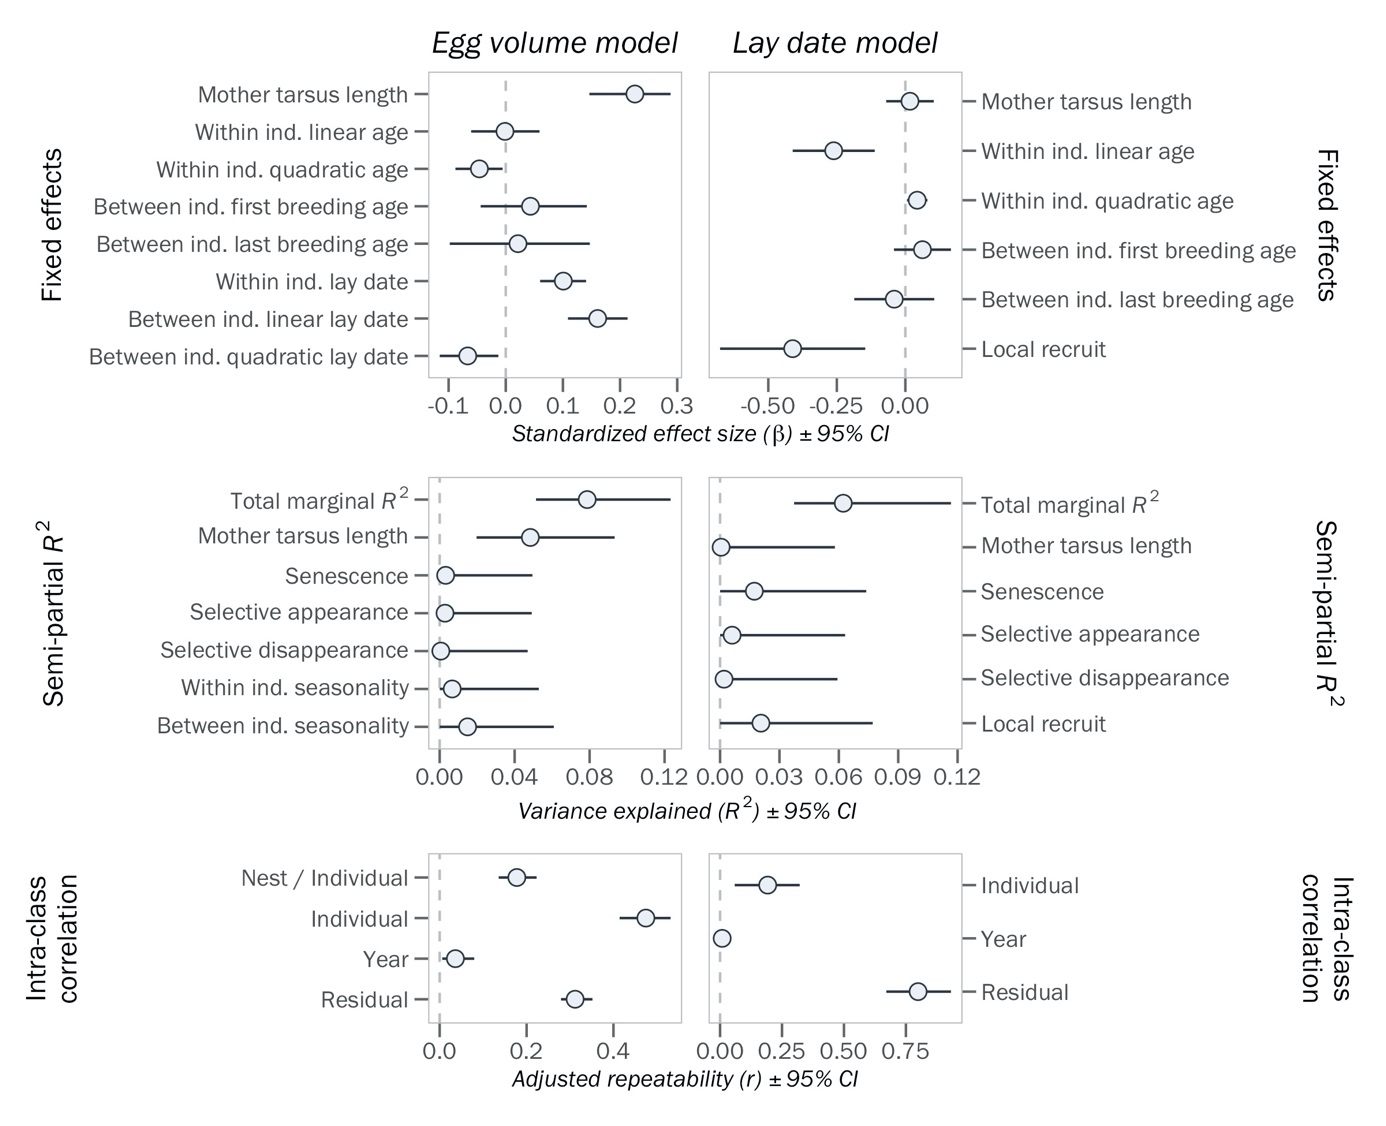 Egg volume model
Lay date model
Fixed effects
Mother tarsus length
Within ind. linear age
Within ind. quadratic age
Between ind. first breeding age
Between ind. last breeding age
Within ind. lay date
Between ind. linear lay date
Between ind. quadratic lay date
-0.1 0.0 0.1 0.2 0.3
Mother tarsus length
Within ind. linear age
Within ind. quadratic age
Between ind. first breeding age
Between ind. last breeding age
Local recruit
Fixed effects
-0.50 -0.25 0.00
Standardized effect size (β) ± 95% CI
Semi-partial R²
Total marginal R²
Mother tarsus length
Senescence
Selective appearance
Selective disappearance
Within ind. seasonality
Between ind. seasonality
0.00 0.04 0.08 0.12
Total marginal R²
Mother tarsus length
Senescence
Selective appearance
Selective disappearance
Local recruit
Semi-partial R²
0.00 0.03 0.06 0.09 0.12
Variance explained (R²) ± 95% CI
Intra-class
correlation
Nest / Individual
Individual
Year
Residual
0.0 0.2 0.4
Individual
Year
Residual
Intra-class
correlation
0.00 0.25 0.50 0.75
Adjusted repeatability (r) ± 95% CI